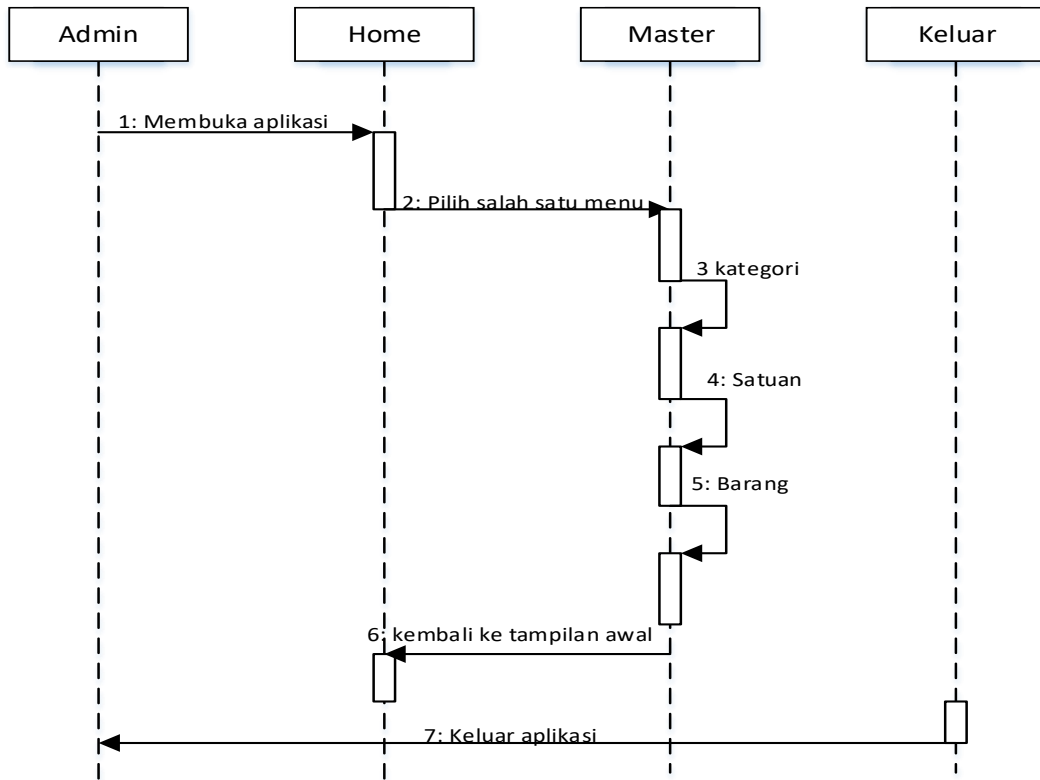 Admin
Home
Master
Keluar
1: Membuka aplikasi
2: Pilih salah satu menu
3 kategori
4: Satuan
5: Barang
6: kembali ke tampilan awal
7: Keluar aplikasi